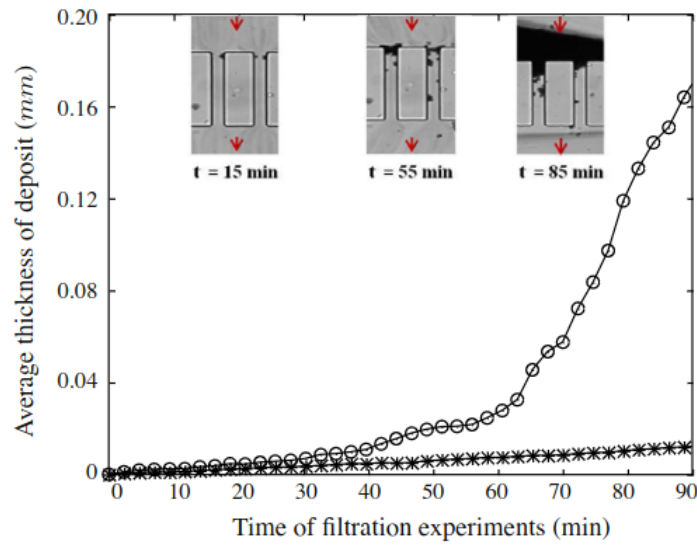 0.20
0.16
0.12
0.08
0.04
0
Average thickness of deposit (mm)
t = 15 min
t = 55 min
t = 85 min
0 10 20 30 40 50 60 70 80 90
Time of filtration experiments (min)